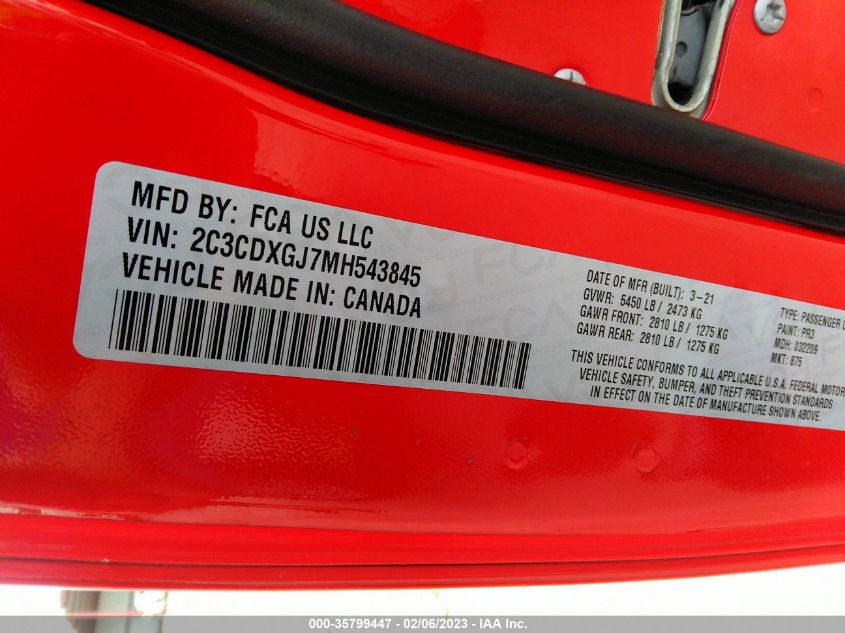 MFD BY: FCA US LLC
VIN: 2C3CDXGJ7MH543845
VEHICLE MADE IN: CANADA
DATE OF MFR (BUILT): 3-21
GVWR: 5450 LB / 2473 KG
GAWR FRONT: 2810 LB / 1275 KG
GAWR REAR: 2810 LB / 1275 KG
TYPE: PASSENGER
PAINT: PR3
MDH: 032209
MKT: 875
THIS VEHICLE CONFORMS TO ALL APPLICABLE U.S.A. FEDERAL MOTOR
VEHICLE SAFETY, BUMPER, AND THEFT PREVENTION STANDARDS
IN EFFECT ON THE DATE OF MANUFACTURE SHOWN ABOVE.
000-35799447 - 02/06/2023 - IAA Inc.